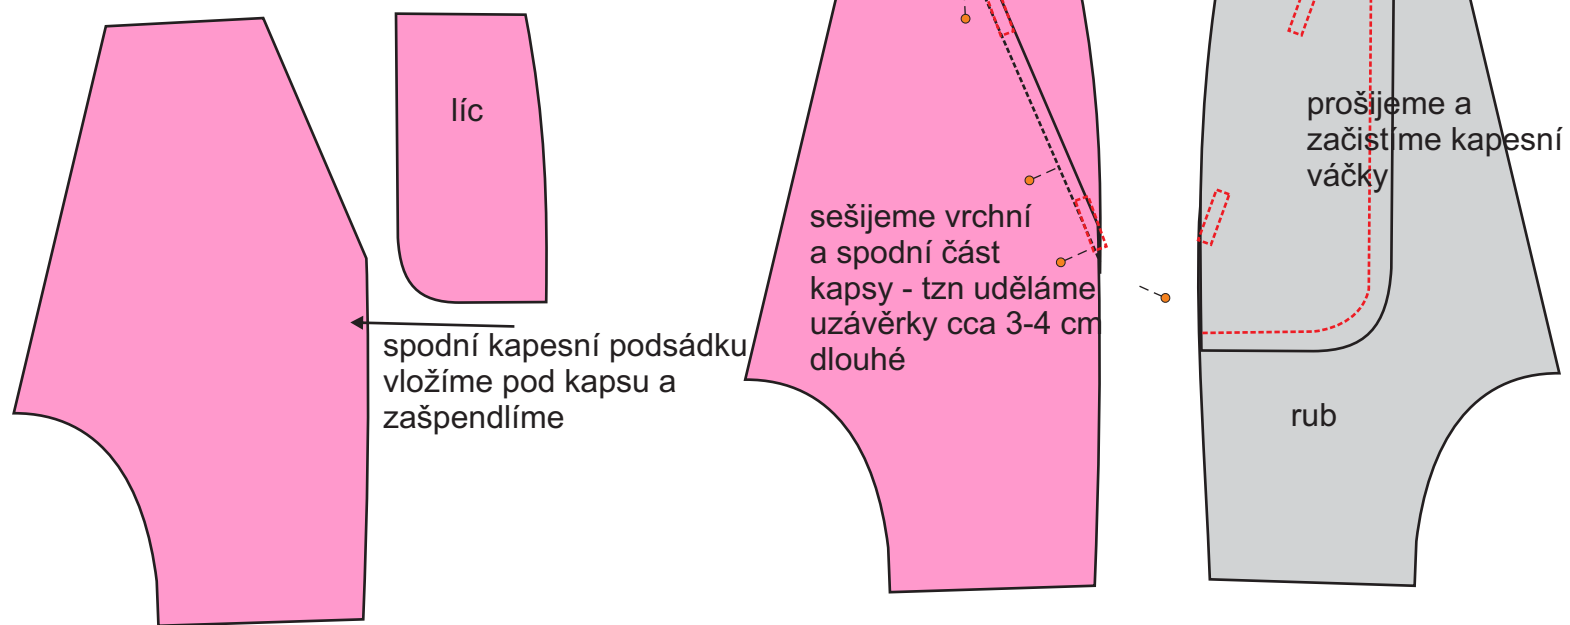 líc
spodní kapesní podsádku
vložíme pod kapsu a
zašpendlíme
sešijeme vrchní
a spodní část
kapsy - tzn uděláme
uzávěrky cca 3-4 cm
dlouhé
prošijeme a
začistíme kapesní
váčky
rub